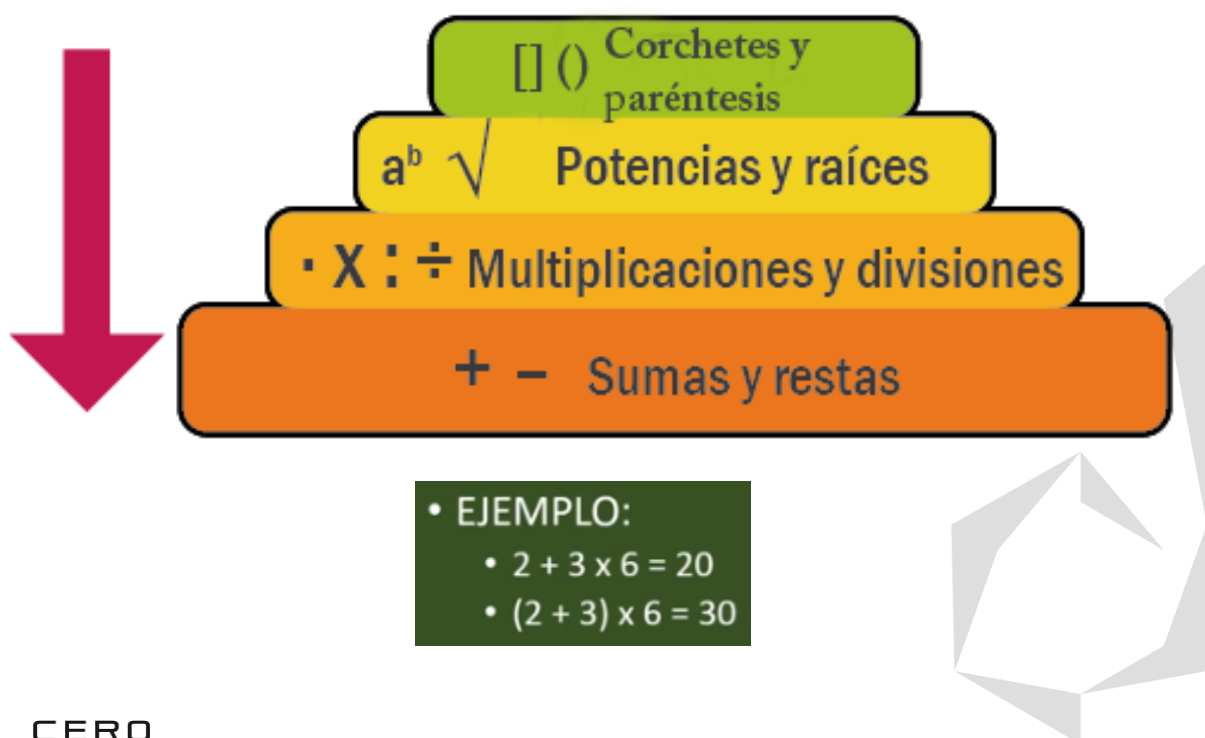 [] () Corchetes y
paréntesis
aᵇ √ Potencias y raíces
· x : ÷ Multiplicaciones y divisiones
+ − Sumas y restas
• EJEMPLO:
• 2 + 3 x 6 = 20
• (2 + 3) x 6 = 30
CERO